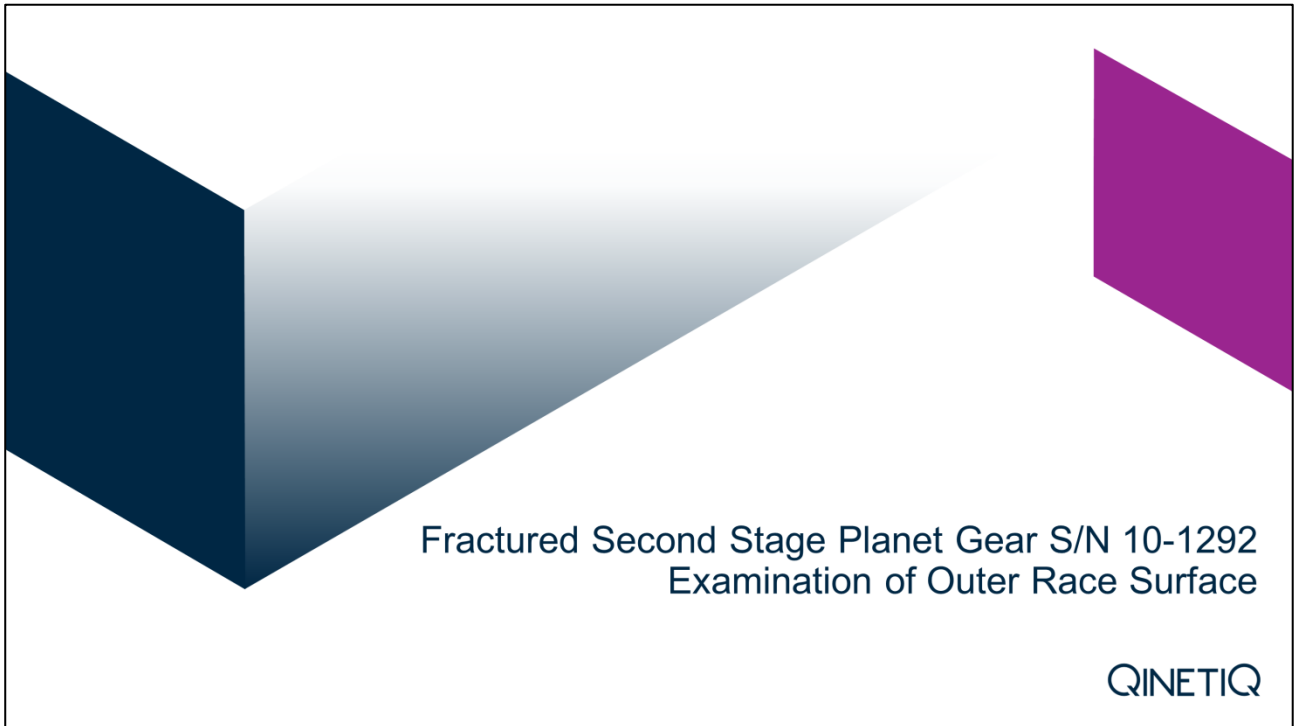 Fractured Second Stage Planet Gear S/N 10-1292
Examination of Outer Race Surface
QINETIQ